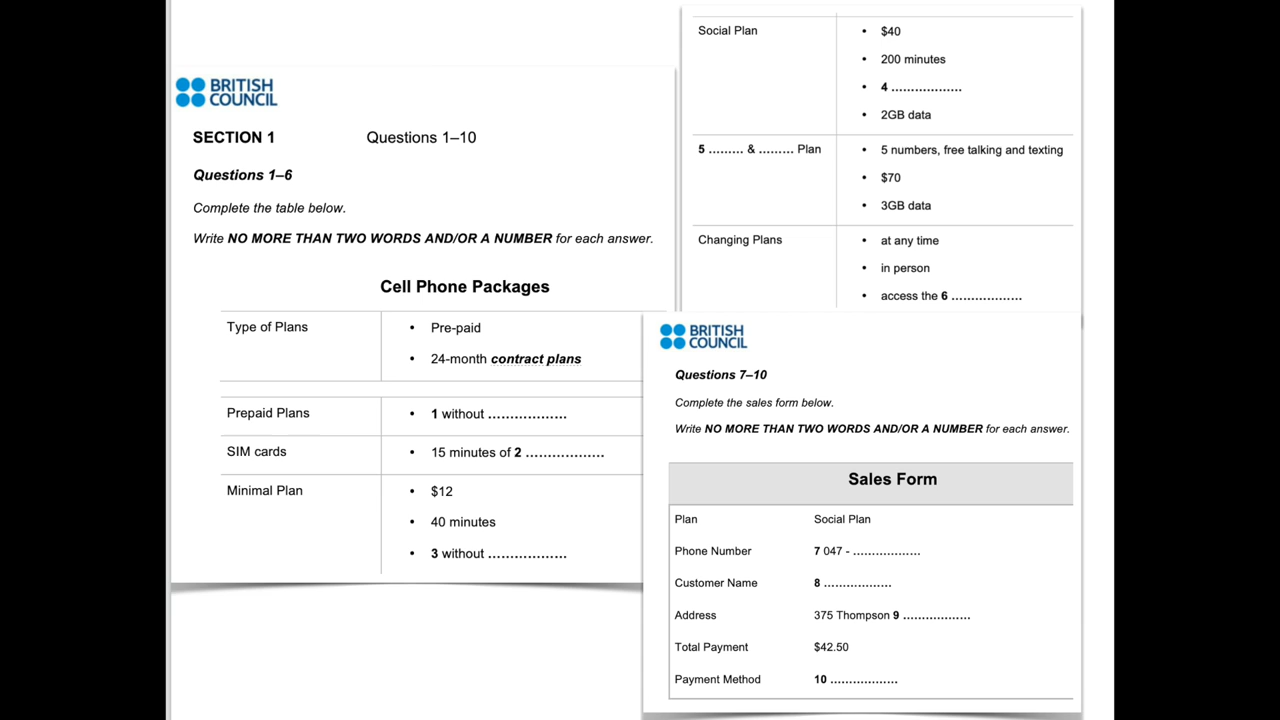 BRITISH
COUNCIL
SECTION 1 Questions 1–10
Questions 1–6
Complete the table below.
Write NO MORE THAN TWO WORDS AND/OR A NUMBER for each answer.
Cell Phone Packages
Type of Plans • Pre-paid
• 24-month contract plans
Prepaid Plans • 1 without ..................
SIM cards • 15 minutes of 2 ..................
Minimal Plan • $12
• 40 minutes
• 3 without ..................
Social Plan • $40
• 200 minutes
• 4 ..................
• 2GB data
5 ......... & ......... Plan • 5 numbers, free talking and texting
• $70
• 3GB data
Changing Plans • at any time
• in person
• access the 6 ..................
BRITISH
COUNCIL
Questions 7–10
Complete the sales form below.
Write NO MORE THAN TWO WORDS AND/OR A NUMBER for each answer.
Sales Form
Plan Social Plan
Phone Number 7 047 - ..................
Customer Name 8 ..................
Address 375 Thompson 9 ..................
Total Payment $42.50
Payment Method 10 ..................